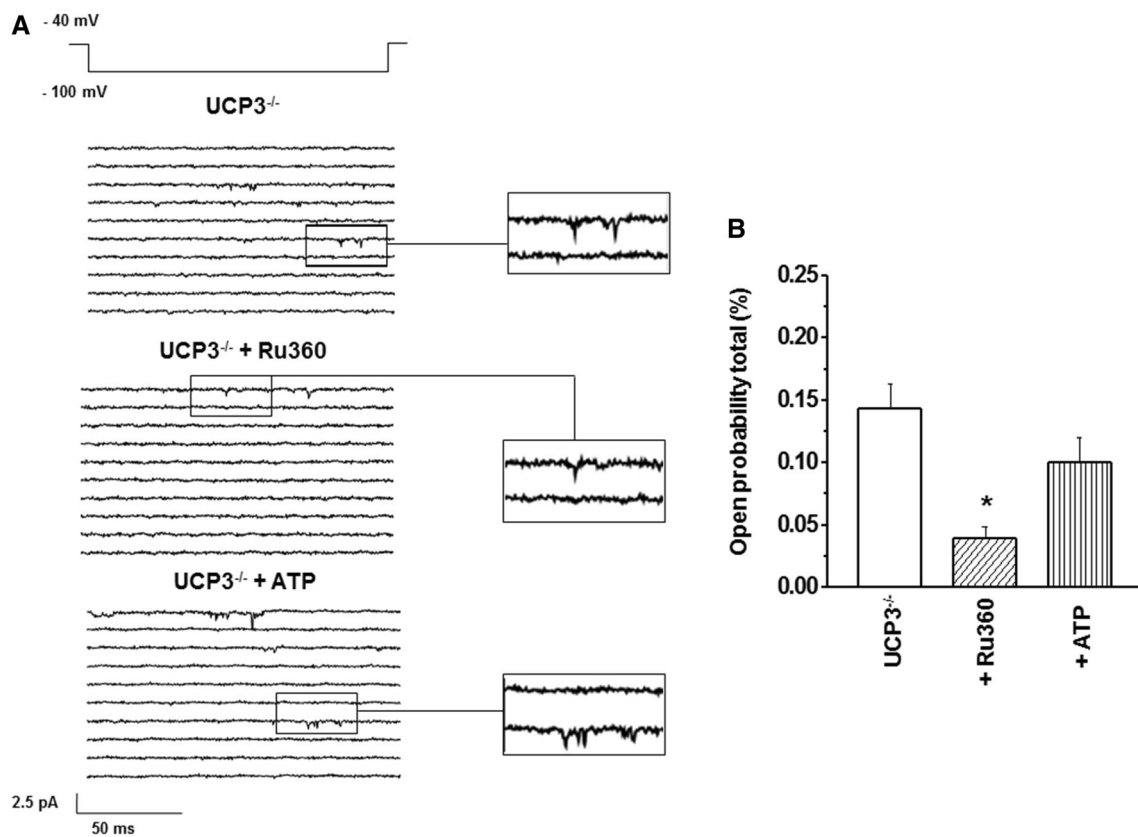 A
- 40 mV
- 100 mV
UCP3-/-
UCP3-/- + Ru360
UCP3-/- + ATP
2.5 pA
50 ms
B
Open probability total (%)
0.25
0.20
0.15
0.10
0.05
0.00
*
UCP3-/-
+ Ru360
+ ATP